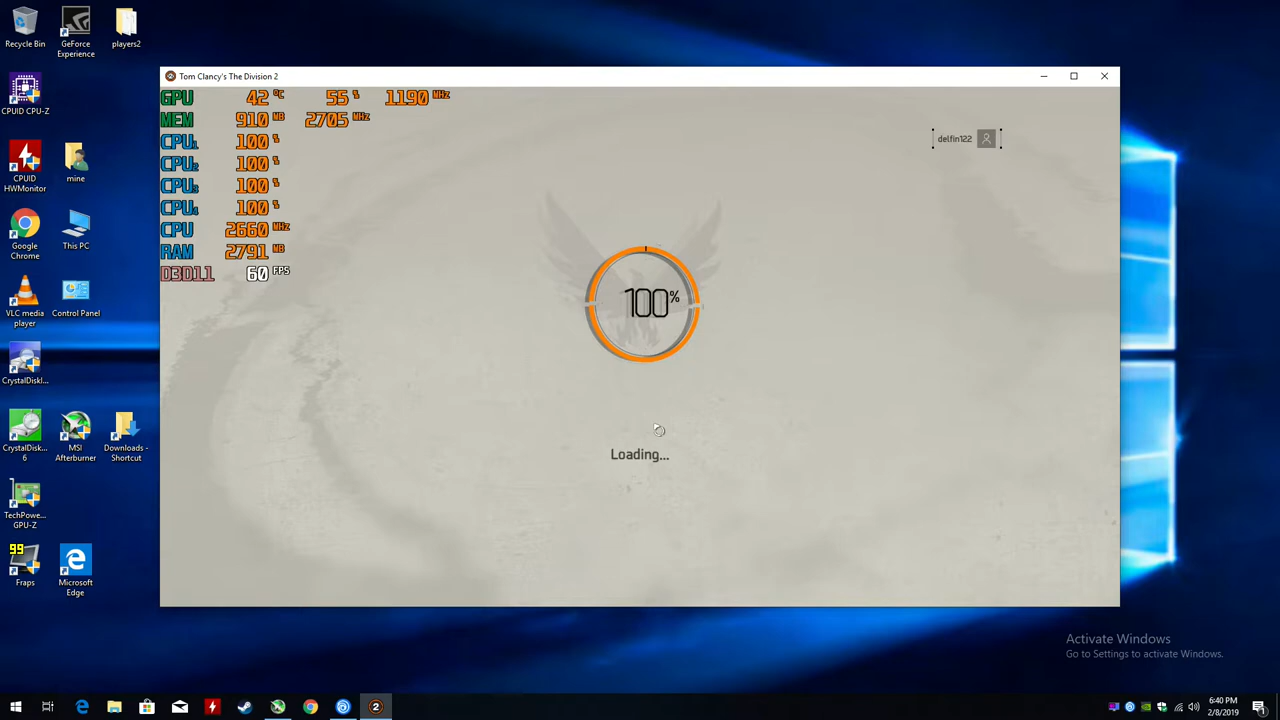 Recycle Bin
GeForce
Experience
players2
CPUID CPU-Z
CPUID
HWMonitor
mine
Google
Chrome
This PC
VLC media
player
Control Panel
CrystalDiskI...
CrystalDisk...
6
MSI
Afterburner
Downloads -
Shortcut
TechPowe...
GPU-Z
99
Fraps
Microsoft
Edge
2 Tom Clancy's The Division 2
GPU 42 °C 55 % 1190 MHz
MEM 910 MB 2705 MHz
CPU1 100 %
CPU2 100 %
CPU3 100 %
CPU4 100 %
CPU 2660 MHz
RAM 2791 MB
D3D11 60 FPS
delfin122
100%
Loading...
Activate Windows
Go to Settings to activate Windows.
2
6:40 PM
2/8/2019
1